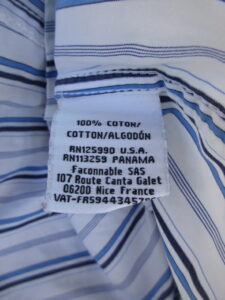 100% COTON/
COTTON/ALGODÓN
RN125990 U.S.A.
RN113259 PANAMA
Faconnable SAS
107 Route Canta Galet
06200 Nice France